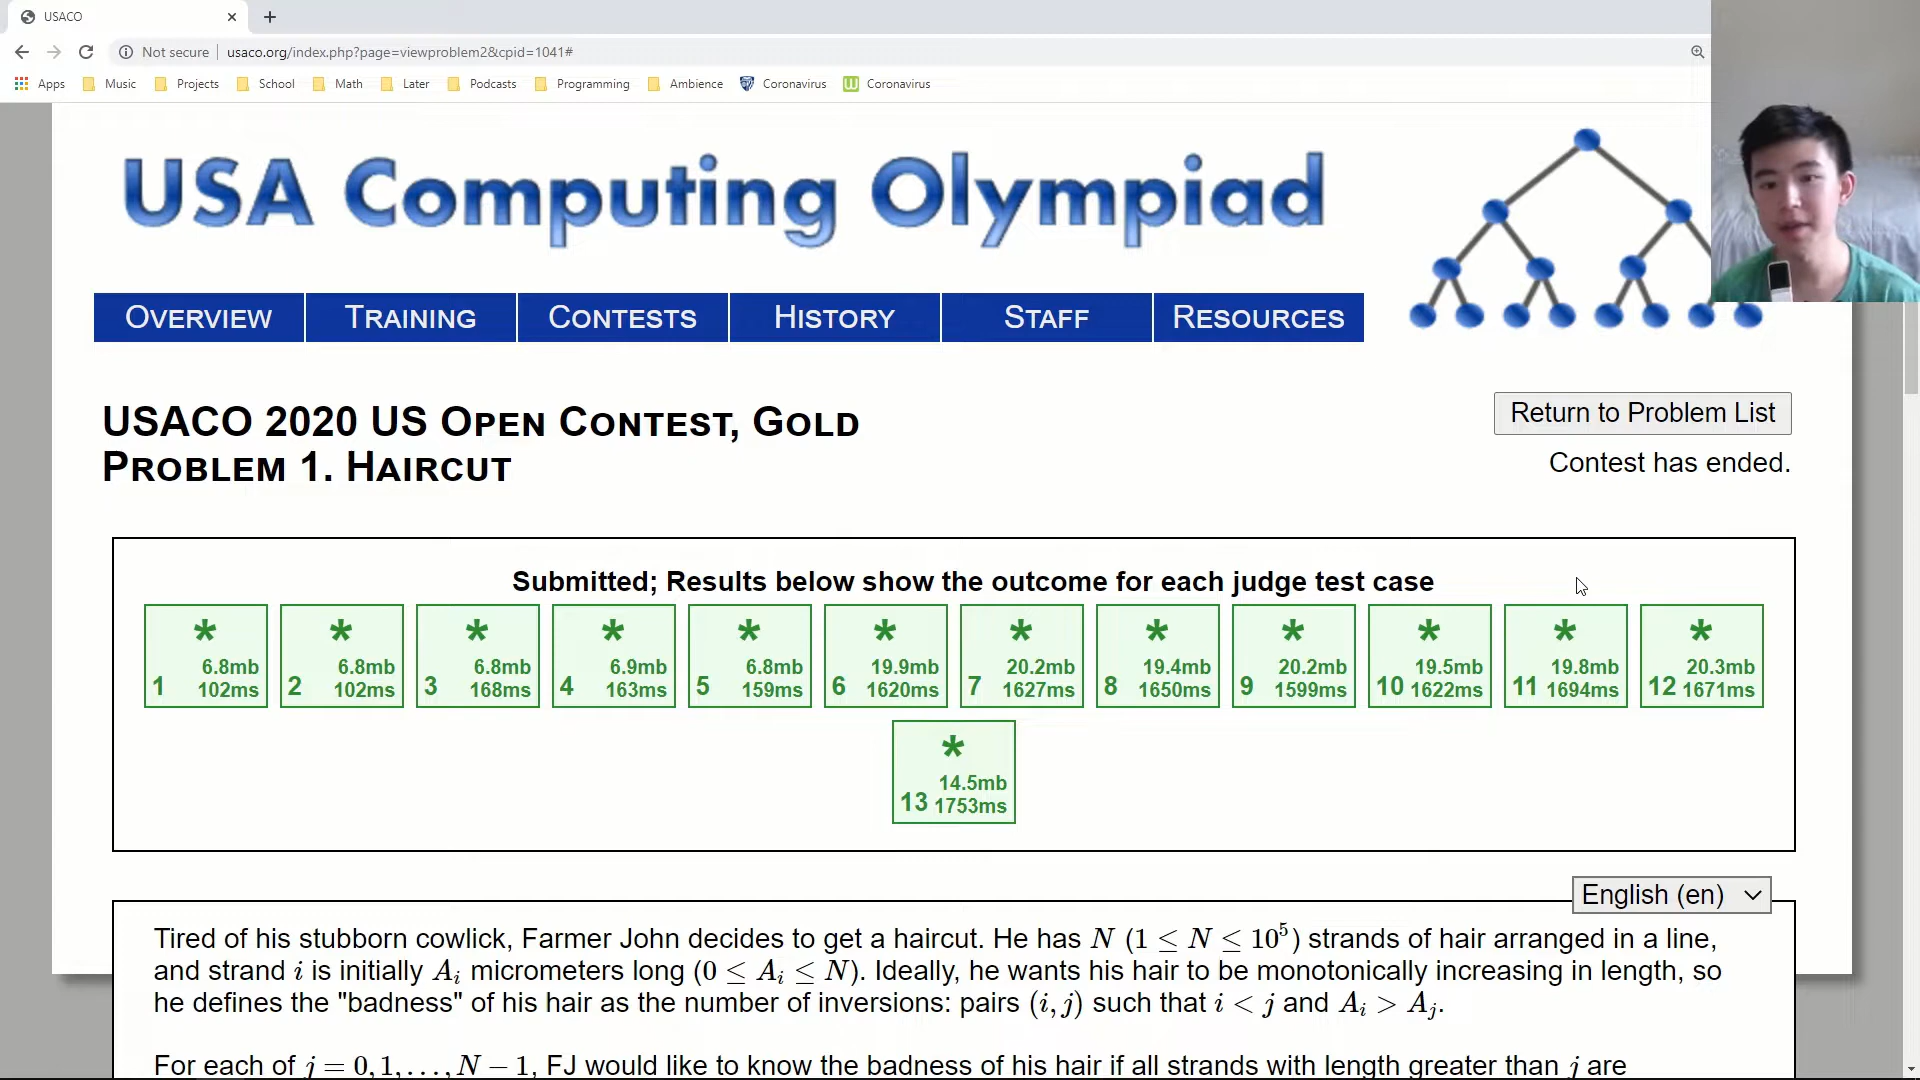 USACO
Not secure usaco.org/index.php?page=viewproblem2&cpid=1041#
Apps Music Projects School Math Later Podcasts Programming Ambience Coronavirus Coronavirus
USA Computing Olympiad
OVERVIEW TRAINING CONTESTS HISTORY STAFF RESOURCES
USACO 2020 US OPEN CONTEST, GOLD
PROBLEM 1. HAIRCUT
Return to Problem List
Contest has ended.
Submitted; Results below show the outcome for each judge test case
* * * * * * * * * * * *
6.8mb 6.8mb 6.8mb 6.9mb 6.8mb 19.9mb 20.2mb 19.4mb 20.2mb 19.5mb 19.8mb 20.3mb
1 102ms 2 102ms 3 168ms 4 163ms 5 159ms 6 1620ms 7 1627ms 8 1650ms 9 1599ms 10 1622ms 11 1694ms 12 1671ms
*
14.5mb
13 1753ms
English (en)
Tired of his stubborn cowlick, Farmer John decides to get a haircut. He has N (1 ≤ N ≤ 10⁵) strands of hair arranged in a line,
and strand i is initially Aᵢ micrometers long (0 ≤ Aᵢ ≤ N). Ideally, he wants his hair to be monotonically increasing in length, so
he defines the "badness" of his hair as the number of inversions: pairs (i, j) such that i < j and Aᵢ > Aⱼ.
For each of j = 0, 1, …, N − 1, FJ would like to know the badness of his hair if all strands with length greater than j are